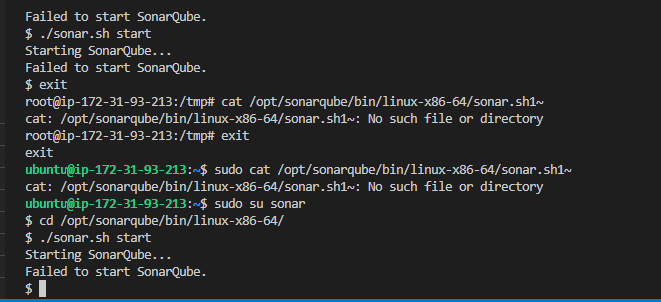 Failed to start SonarQube.
$ ./sonar.sh start
Starting SonarQube...
Failed to start SonarQube.
$ exit
root@ip-172-31-93-213:/tmp# cat /opt/sonarqube/bin/linux-x86-64/sonar.sh1~
cat: /opt/sonarqube/bin/linux-x86-64/sonar.sh1~: No such file or directory
root@ip-172-31-93-213:/tmp# exit
exit
ubuntu@ip-172-31-93-213:~$ sudo cat /opt/sonarqube/bin/linux-x86-64/sonar.sh1~
cat: /opt/sonarqube/bin/linux-x86-64/sonar.sh1~: No such file or directory
ubuntu@ip-172-31-93-213:~$ sudo su sonar
$ cd /opt/sonarqube/bin/linux-x86-64/
$ ./sonar.sh start
Starting SonarQube...
Failed to start SonarQube.
$